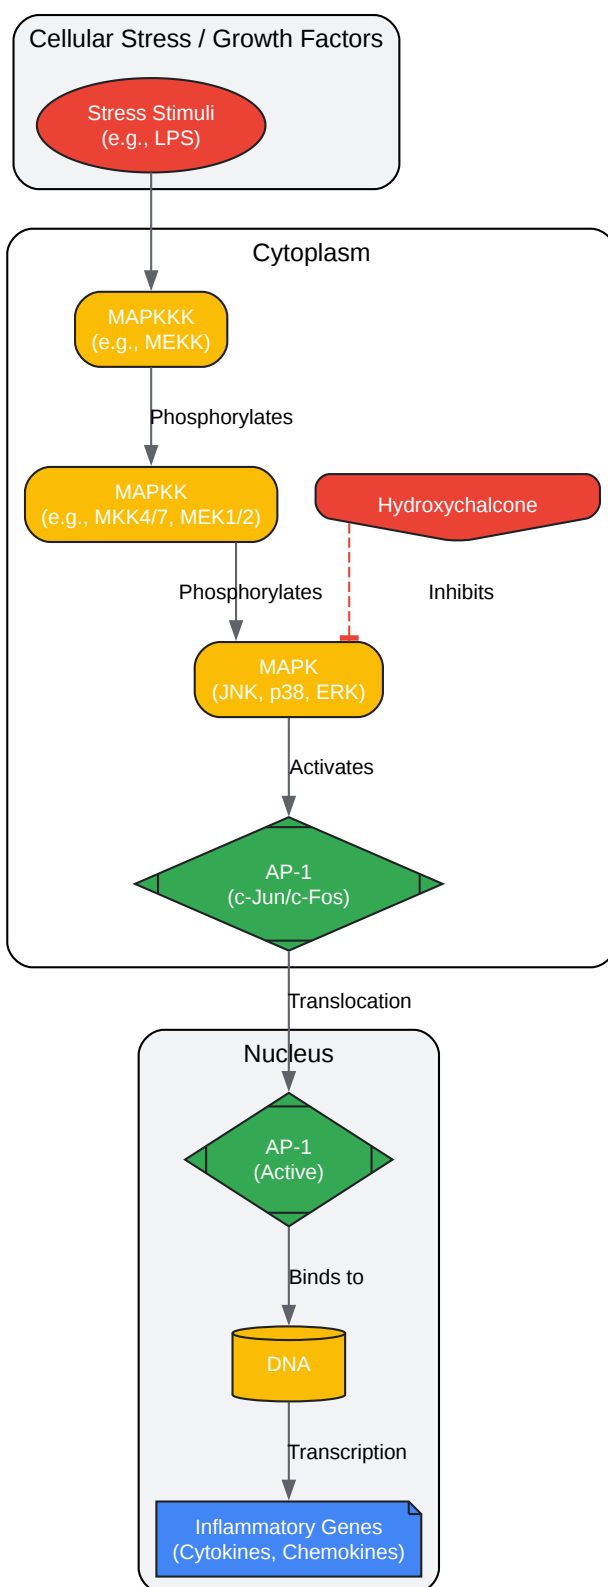 Cellular Stress / Growth Factors
Stress Stimuli
(e.g., LPS)
Cytoplasm
MAPKKK
(e.g., MEKK)
Phosphorylates
MAPKK
(e.g., MKK4/7, MEK1/2)
Hydroxychalcone
Phosphorylates
Inhibits
MAPK
(JNK, p38, ERK)
Activates
AP-1
(c-Jun/c-Fos)
Translocation
Nucleus
AP-1
(Active)
Binds to
DNA
Transcription
Inflammatory Genes
(Cytokines, Chemokines)